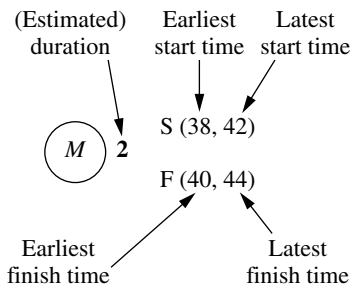 (Estimated)
duration
Earliest
start time
Latest
start time
M
2
S (38, 42)
F (40, 44)
Earliest
finish time
Latest
finish time